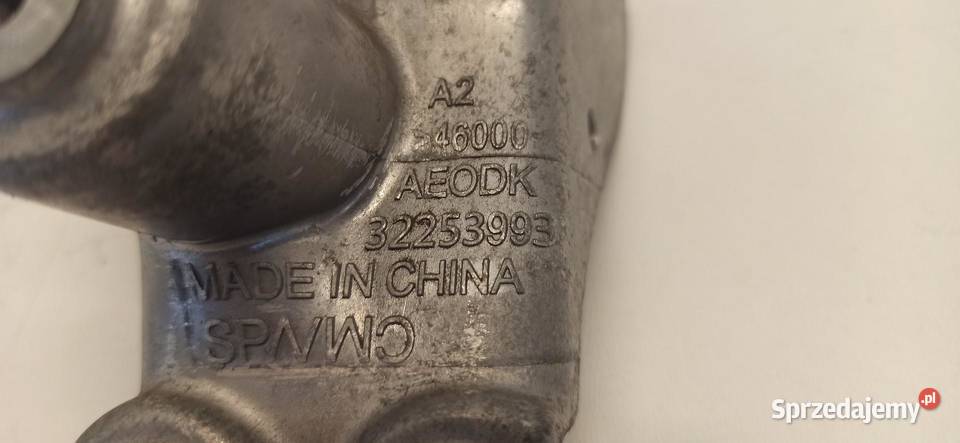 A2
-46000-
AEODK
32253993
MADE IN CHINA
Sprzedajemy.pl